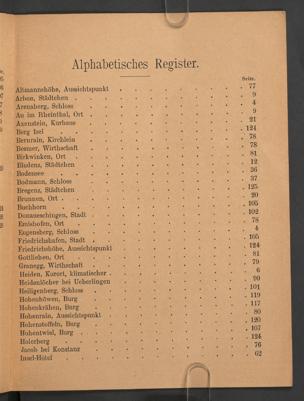 Alphabetisches Register.
Seite.
Altmannshöhe, Aussichtspunkt 77
Arbon, Städtchen 9
Arensberg, Schloss 4
Au im Rheinthal, Ort 9
Axenstein, Kurhaus 21
Berg Isel 124
Bernrain, Kirchlein 78
Besmer, Wirthschaft 78
Birkwinken, Ort 81
Bludenz, Städtchen 12
Bodensee 36
Bodmann, Schloss 37
Bregenz, Städtchen 125
Brunnen, Ort 20
Buchhorn 105
Donaueschingen, Stadt 102
Emishofen, Ort 78
Eugensberg, Schloss 4
Friedrichshafen, Stadt 105
Friedrichshöhe, Aussichtspunkt 124
Gottlieben, Ort 81
Granegg, Wirthschaft 79
Heiden, Kurort, klimatischer 6
Heidenlöcher bei Ueberlingen 90
Heiligenberg, Schloss 101
Hohenhöwen, Burg 119
Hohenkrähen, Burg 117
Hohenrain, Aussichtspunkt 80
Hohenstoffeln, Burg 120
Hohentwiel, Burg 107
Hoierberg 124
Jacob bei Konstanz 76
Insel-Hôtel 62